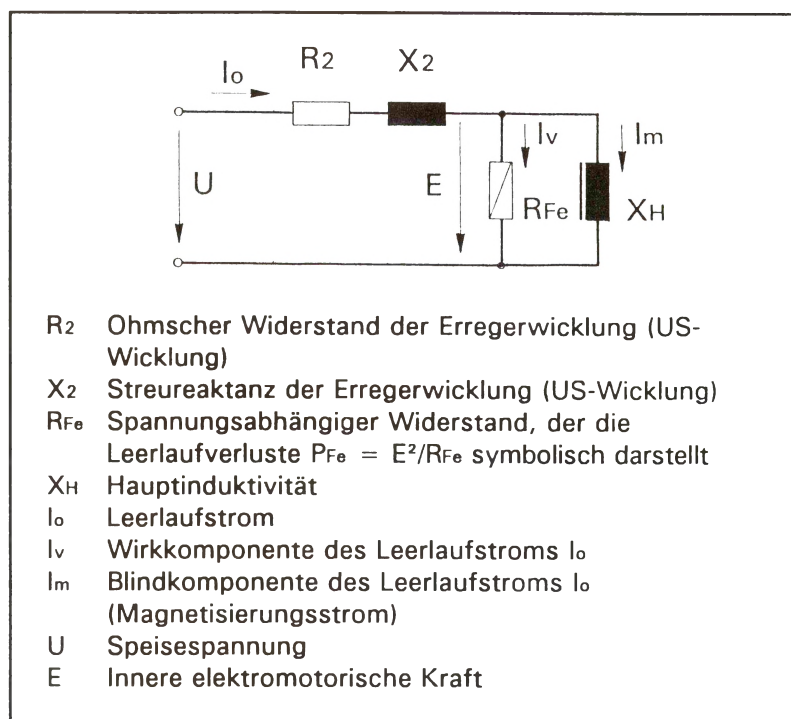 R2 X2
Io
Iv Im
U E RFe XH
R2 Ohmscher Widerstand der Erregerwicklung (US-
Wicklung)
X2 Streureaktanz der Erregerwicklung (US-Wicklung)
RFe Spannungsabhängiger Widerstand, der die
Leerlaufverluste PFe = E²/RFe symbolisch darstellt
XH Hauptinduktivität
Io Leerlaufstrom
Iv Wirkkomponente des Leerlaufstroms Io
Im Blindkomponente des Leerlaufstroms Io
(Magnetisierungsstrom)
U Speisespannung
E Innere elektromotorische Kraft